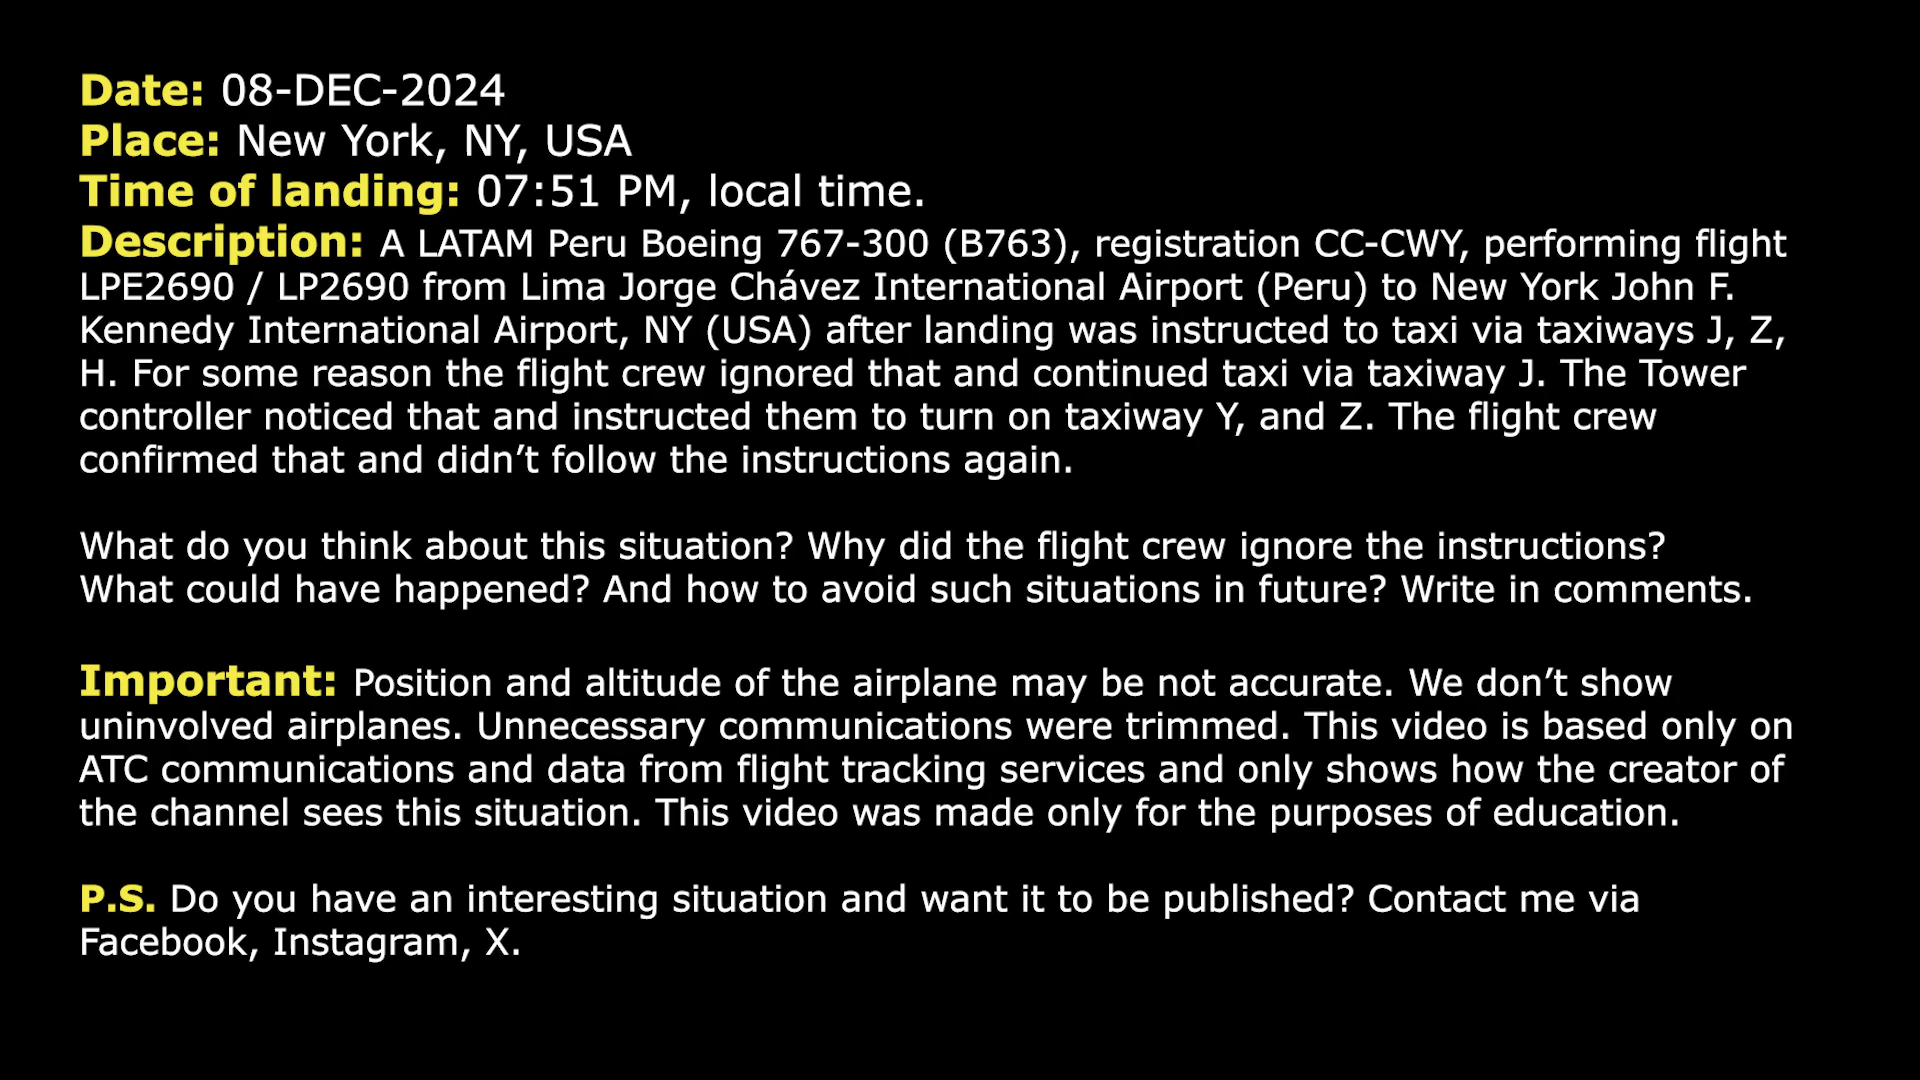 Date: 08-DEC-2024
Place: New York, NY, USA
Time of landing: 07:51 PM, local time.
Description: A LATAM Peru Boeing 767-300 (B763), registration CC-CWY, performing flight
LPE2690 / LP2690 from Lima Jorge Chávez International Airport (Peru) to New York John F.
Kennedy International Airport, NY (USA) after landing was instructed to taxi via taxiways J, Z,
H. For some reason the flight crew ignored that and continued taxi via taxiway J. The Tower
controller noticed that and instructed them to turn on taxiway Y, and Z. The flight crew
confirmed that and didn’t follow the instructions again.
What do you think about this situation? Why did the flight crew ignore the instructions?
What could have happened? And how to avoid such situations in future? Write in comments.
Important: Position and altitude of the airplane may be not accurate. We don’t show
uninvolved airplanes. Unnecessary communications were trimmed. This video is based only on
ATC communications and data from flight tracking services and only shows how the creator of
the channel sees this situation. This video was made only for the purposes of education.
P.S. Do you have an interesting situation and want it to be published? Contact me via
Facebook, Instagram, X.